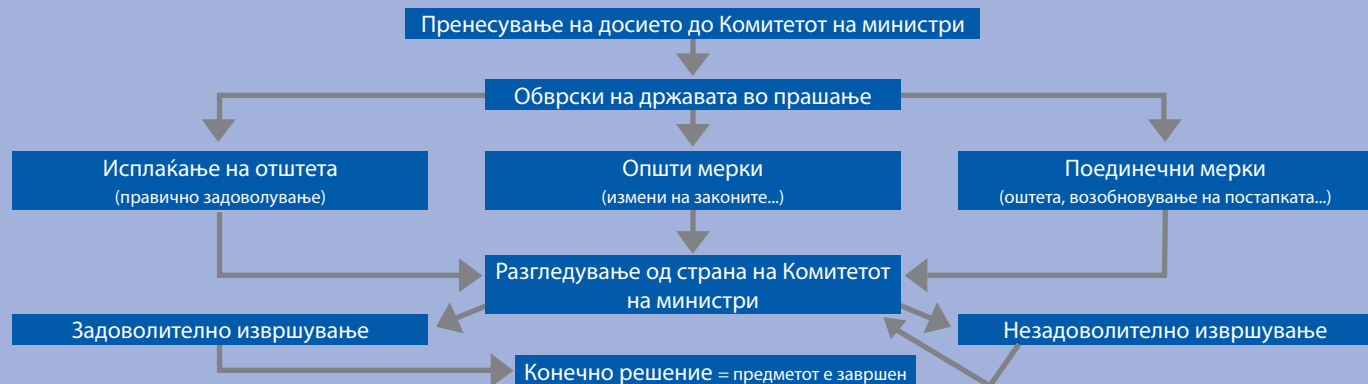 Пренесување на досието до Комитетот на министри
Обврски на државата во прашање
Исплаќање на отштета
(правично задоволување)
Општи мерки
(измени на законите...)
Поединечни мерки
(оштета, возобновување на постапката...)
Разгледување од страна на Комитетот
на министри
Задоволително извршување
Незадоволително извршување
Конечно решение = предметот е завршен